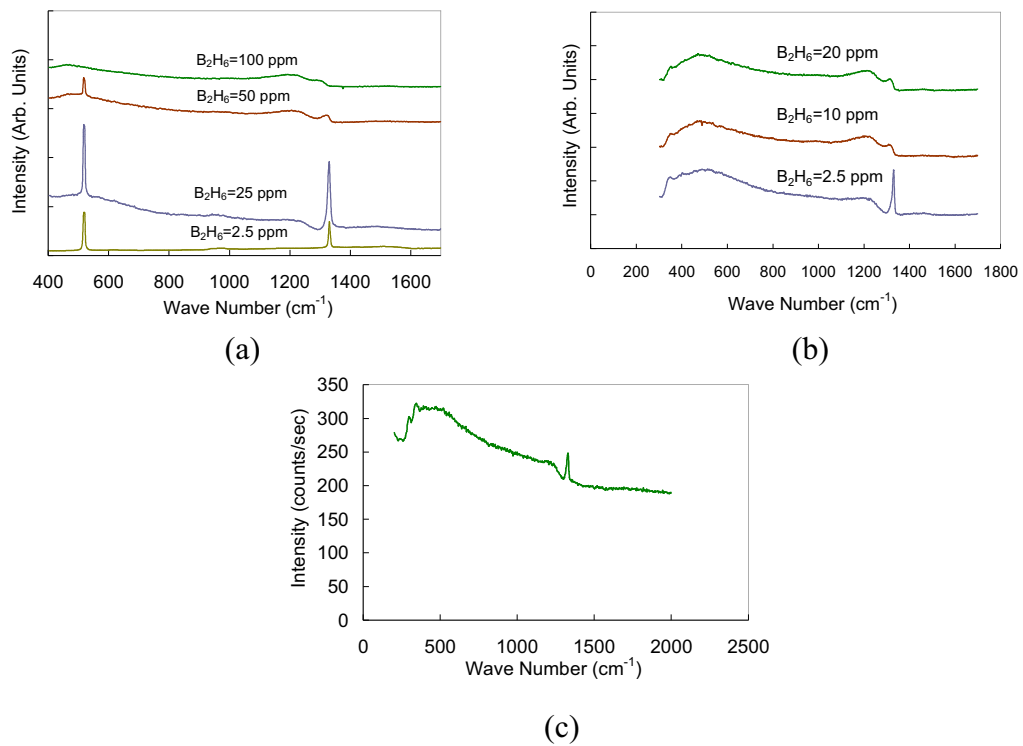 Intensity (Arb. Units)
B₂H₆=100 ppm
B₂H₆=50 ppm
B₂H₆=25 ppm
B₂H₆=2.5 ppm
400 600 800 1000 1200 1400 1600
Wave Number (cm⁻¹)
(a)
Intensity (Arb. Units)
B₂H₆=20 ppm
B₂H₆=10 ppm
B₂H₆=2.5 ppm
0 200 400 600 800 1000 1200 1400 1600 1800
Wave Number (cm⁻¹)
(b)
Intensity (counts/sec)
350
300
250
200
150
100
50
0
0 500 1000 1500 2000 2500
Wave Number (cm⁻¹)
(c)